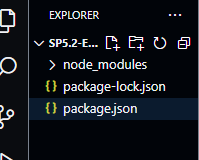 EXPLORER
SP5.2-E...
node_modules
{} package-lock.json
{} package.json